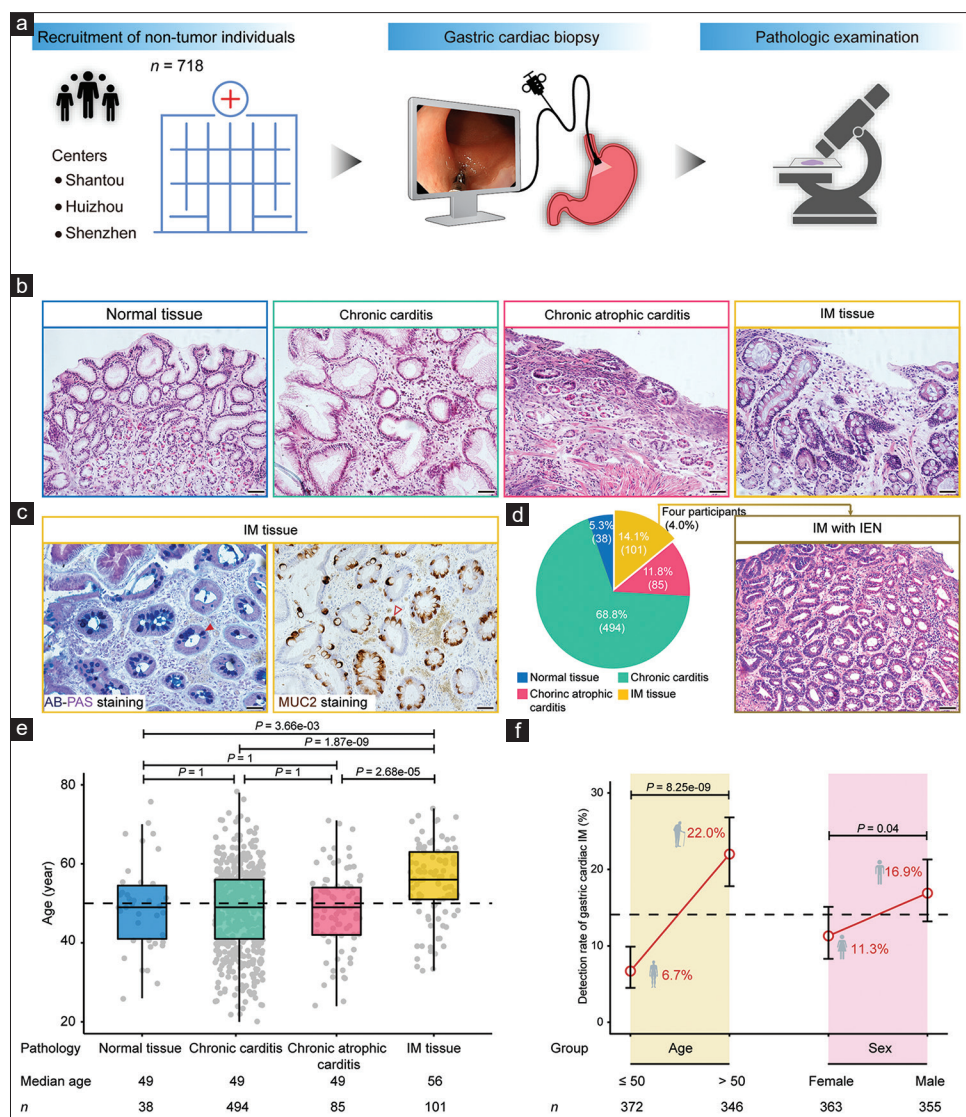 a
Recruitment of non-tumor individuals
Gastric cardiac biopsy
Pathologic examination
n = 718
Centers
● Shantou
● Huizhou
● Shenzhen
b
Normal tissue
Chronic carditis
Chronic atrophic carditis
IM tissue
c
IM tissue
AB-PAS staining
MUC2 staining
d
Four participants
(4.0%)
5.3%
(38)
14.1%
(101)
11.8%
(85)
68.8%
(494)
Normal tissue
Chronic carditis
Chorinc atrophic
carditis
IM tissue
IM with IEN
e
P = 3.66e-03
P = 1.87e-09
P = 1
P = 1
P = 1
P = 2.68e-05
Age (year)
80
60
40
20
Pathology
Normal tissue
Chronic carditis
Chronic atrophic
carditis
IM tissue
Median age
49
49
49
56
n
38
494
85
101
f
Detection rate of gastric cardiac IM (%)
30
20
10
0
P = 8.25e-09
22.0%
6.7%
P = 0.04
16.9%
11.3%
Group
Age
Sex
≤ 50
> 50
Female
Male
n
372
346
363
355